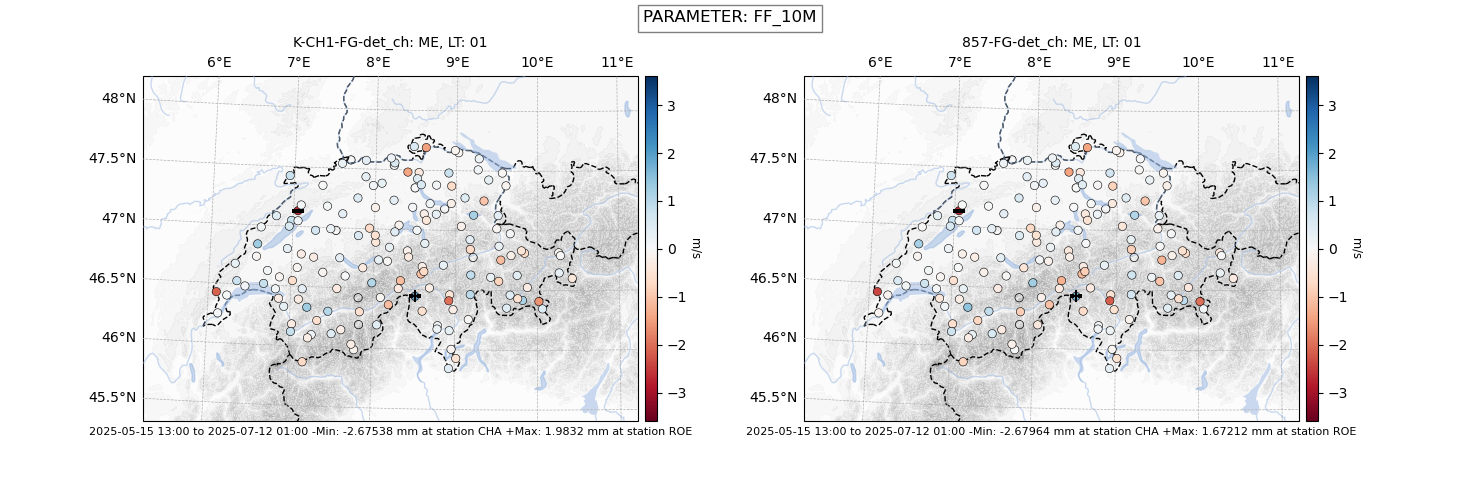 PARAMETER: FF_10M
K-CH1-FG-det_ch: ME, LT: 01
6°E 7°E 8°E 9°E 10°E 11°E
48°N
47.5°N
47°N
46.5°N
46°N
45.5°N
3
2
1
0
−1
−2
−3
m/s
2025-05-15 13:00 to 2025-07-12 01:00 -Min: -2.67538 mm at station CHA +Max: 1.9832 mm at station ROE
857-FG-det_ch: ME, LT: 01
6°E 7°E 8°E 9°E 10°E 11°E
48°N
47.5°N
47°N
46.5°N
46°N
45.5°N
3
2
1
0
−1
−2
−3
m/s
2025-05-15 13:00 to 2025-07-12 01:00 -Min: -2.67964 mm at station CHA +Max: 1.67212 mm at station ROE